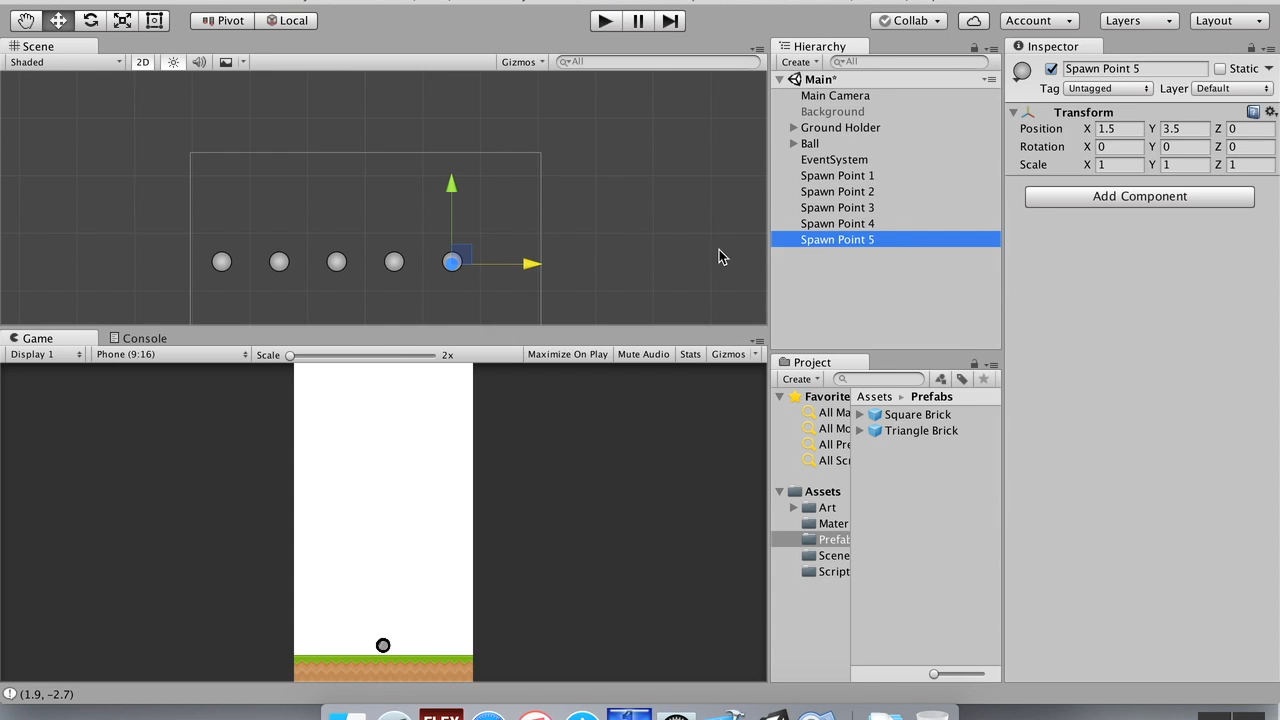 Pivot Local Collab Account Layers Layout
Scene
Shaded 2D Gizmos All
Hierarchy
Create All
Main*
Main Camera
Background
Ground Holder
Ball
EventSystem
Spawn Point 1
Spawn Point 2
Spawn Point 3
Spawn Point 4
Spawn Point 5
Inspector
Spawn Point 5 Static
Tag Untagged Layer Default
Transform
Position X 1.5 Y 3.5 Z 0
Rotation X 0 Y 0 Z 0
Scale X 1 Y 1 Z 1
Add Component
Game Console
Display 1 Phone (9:16) Scale 2x Maximize On Play Mute Audio Stats Gizmos
Project
Create
Favorite
All Ma
All Mo
All Pre
All Scr
Assets
Art
Mater
Prefab
Scene
Script
Assets Prefabs
Square Brick
Triangle Brick
(1.9, -2.7)
FLEX